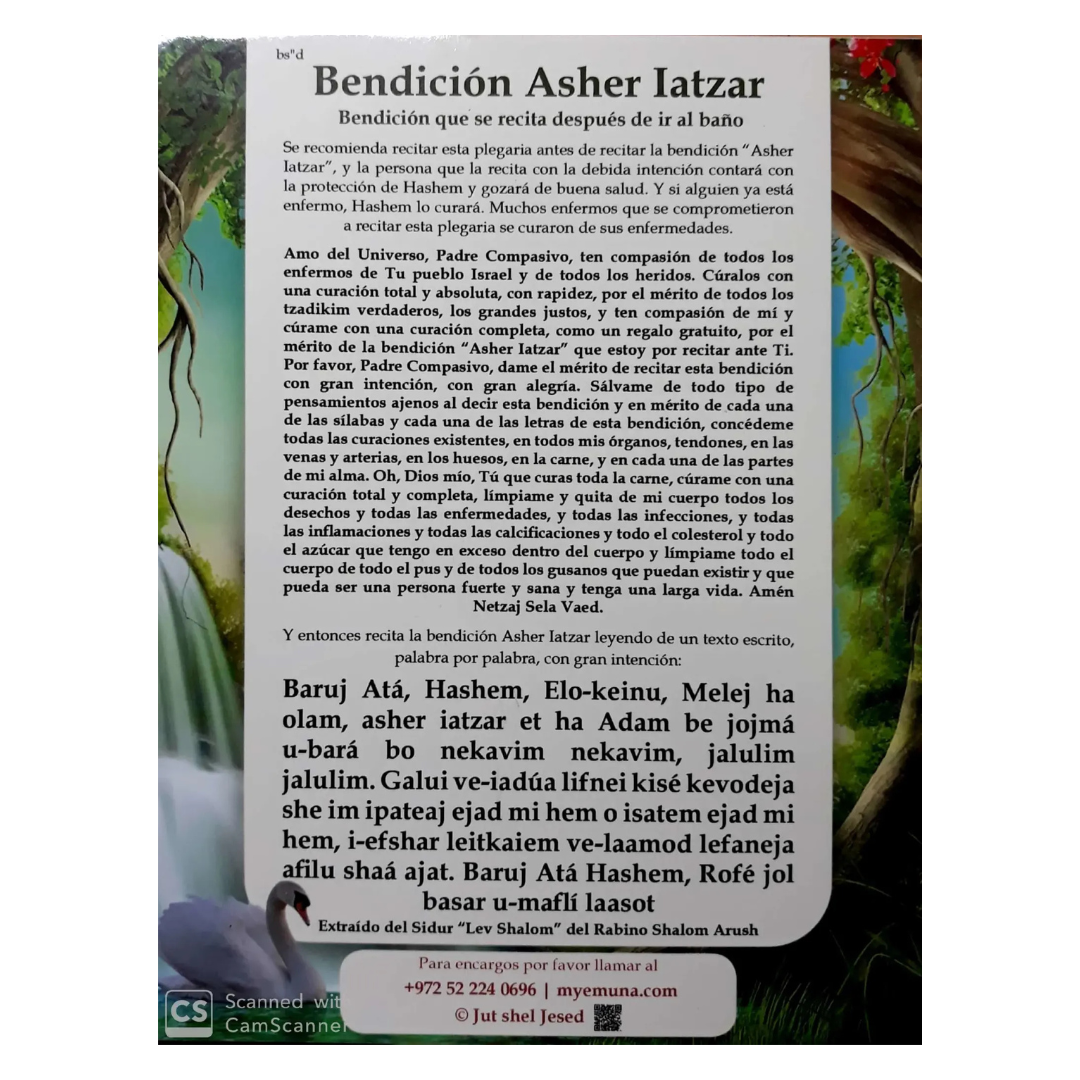 bs"d
Bendición Asher Iatzar
Bendición que se recita después de ir al baño
Se recomienda recitar esta plegaria antes de recitar la bendición “Asher
Iatzar”, y la persona que la recita con la debida intención contará con
la protección de Hashem y gozará de buena salud. Y si alguien ya está
enfermo, Hashem lo curará. Muchos enfermos que se comprometieron
a recitar esta plegaria se curaron de sus enfermedades.
Amo del Universo, Padre Compasivo, ten compasión de todos los
enfermos de Tu pueblo Israel y de todos los heridos. Cúralos con
una curación total y absoluta, con rapidez, por el mérito de todos los
tzadikim verdaderos, los grandes justos, y ten compasión de mí y
cúrame con una curación completa, como un regalo gratuito, por el
mérito de la bendición “Asher Iatzar” que estoy por recitar ante Ti.
Por favor, Padre Compasivo, dame el mérito de recitar esta bendición
con gran intención, con gran alegría. Sálvame de todo tipo de
pensamientos ajenos al decir esta bendición y en mérito de cada una
de las sílabas y cada una de las letras de esta bendición, concédeme
todas las curaciones existentes, en todos mis órganos, tendones, en las
venas y arterias, en los huesos, en la carne, y en cada una de las partes
de mi alma. Oh, Dios mío, Tú que curas toda la carne, cúrame con una
curación total y completa, límpiame y quita de mi cuerpo todos los
desechos y todas las enfermedades, y todas las infecciones, y todas
las inflamaciones y todas las calcificaciones y todo el colesterol y todo
el azúcar que tengo en exceso dentro del cuerpo y límpiame todo el
cuerpo de todo el pus y de todos los gusanos que puedan existir y que
pueda ser una persona fuerte y sana y tenga una larga vida. Amén
Netzaj Sela Vaed.
Y entonces recita la bendición Asher Iatzar leyendo de un texto escrito,
palabra por palabra, con gran intención:
Baruj Atá, Hashem, Elo-keinu, Melej ha
olam, asher iatzar et ha Adam be jojmá
u-bará bo nekavim nekavim, jalulim
jalulim. Galui ve-iadúa lifnei kisé kevodeja
she im ipateaj ejad mi hem o isatem ejad mi
hem, i-efshar leitkaiem ve-laamod lefaneja
afilu shaá ajat. Baruj Atá Hashem, Rofé jol
basar u-maflí laasot
Extraído del Sidur “Lev Shalom” del Rabino Shalom Arush
Para encargos por favor llamar al
+972 52 224 0696 | myemuna.com
© Jut shel Jesed
CS Scanned wit
CamScanner